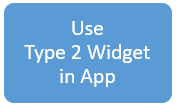 Use
Type 2 Widget
in App